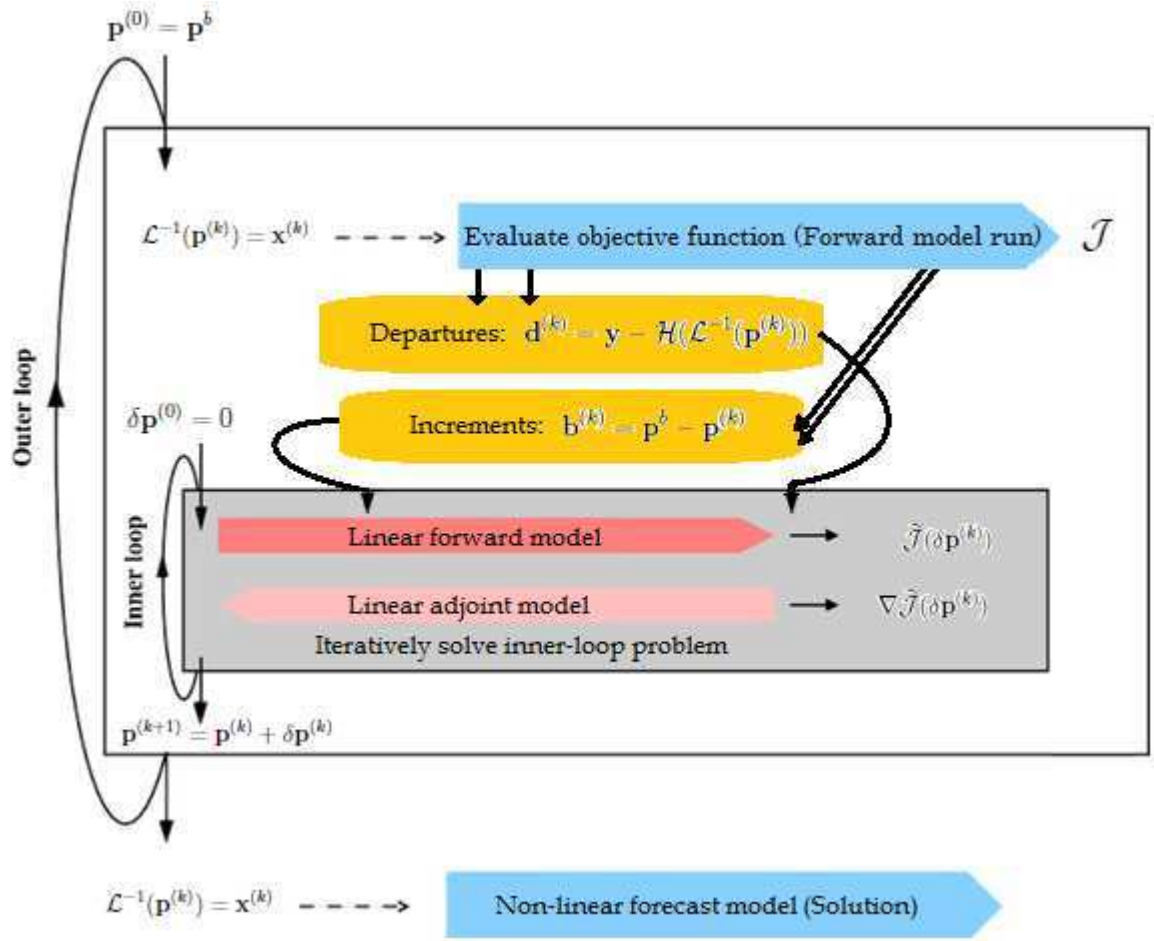 𝐩⁽⁰⁾ = 𝐩ᵇ
ℒ⁻¹(𝐩⁽ᵏ⁾) = 𝐱⁽ᵏ⁾
Evaluate objective function (Forward model run)
𝒥
Departures: 𝐝⁽ᵏ⁾ = 𝐲 − ℋ(ℒ⁻¹(𝐩⁽ᵏ⁾))
Outer loop
δ𝐩⁽⁰⁾ = 0
Increments: 𝐛⁽ᵏ⁾ = 𝐩ᵇ − 𝐩⁽ᵏ⁾
Inner loop
Linear forward model
𝒥̃(δ𝐩⁽ᵏ⁾)
Linear adjoint model
∇𝒥̃(δ𝐩⁽ᵏ⁾)
Iteratively solve inner-loop problem
𝐩⁽ᵏ⁺¹⁾ = 𝐩⁽ᵏ⁾ + δ𝐩⁽ᵏ⁾
ℒ⁻¹(𝐩⁽ᵏ⁾) = 𝐱⁽ᵏ⁾
Non-linear forecast model (Solution)